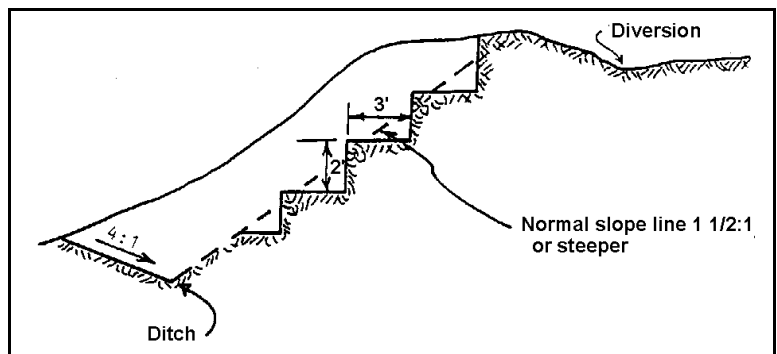 Diversion
3'
2'
Normal slope line 1 1/2:1
or steeper
4:1
Ditch